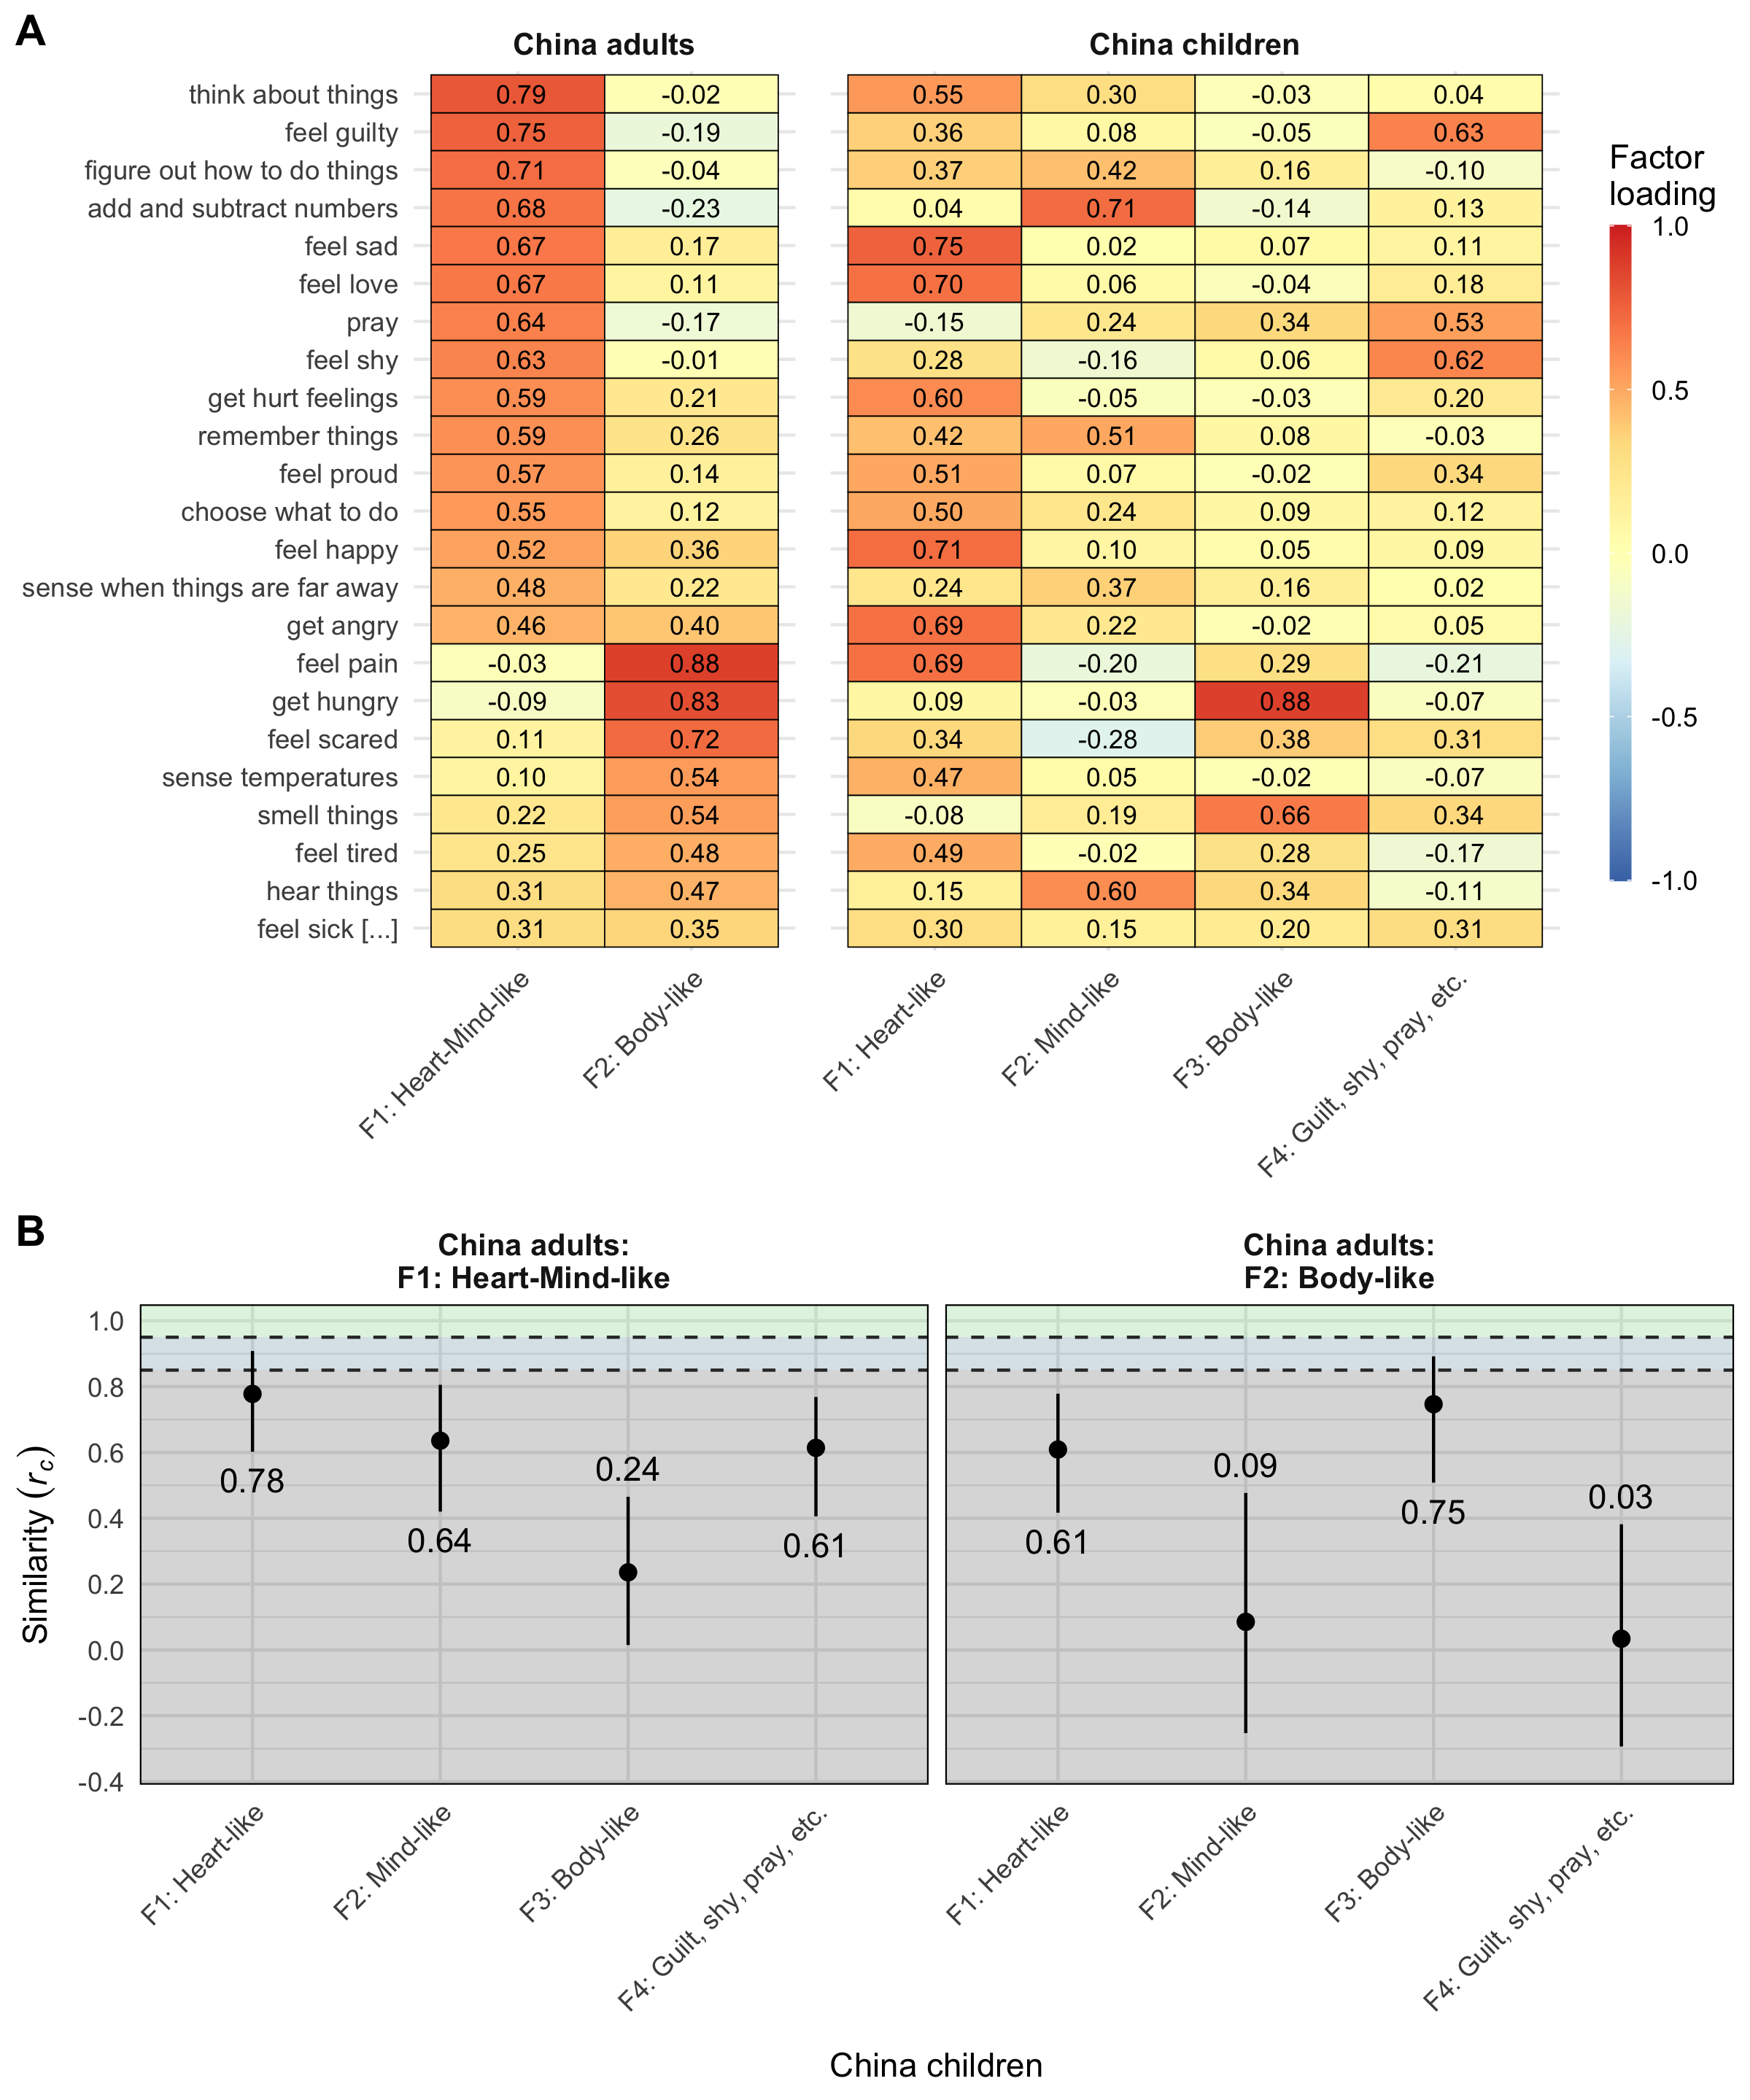 A
China adults China children
think about things 0.79 -0.02 0.55 0.30 -0.03 0.04
feel guilty 0.75 -0.19 0.36 0.08 -0.05 0.63
figure out how to do things 0.71 -0.04 0.37 0.42 0.16 -0.10
add and subtract numbers 0.68 -0.23 0.04 0.71 -0.14 0.13
feel sad 0.67 0.17 0.75 0.02 0.07 0.11
feel love 0.67 0.11 0.70 0.06 -0.04 0.18
pray 0.64 -0.17 -0.15 0.24 0.34 0.53
feel shy 0.63 -0.01 0.28 -0.16 0.06 0.62
get hurt feelings 0.59 0.21 0.60 -0.05 -0.03 0.20
remember things 0.59 0.26 0.42 0.51 0.08 -0.03
feel proud 0.57 0.14 0.51 0.07 -0.02 0.34
choose what to do 0.55 0.12 0.50 0.24 0.09 0.12
feel happy 0.52 0.36 0.71 0.10 0.05 0.09
sense when things are far away 0.48 0.22 0.24 0.37 0.16 0.02
get angry 0.46 0.40 0.69 0.22 -0.02 0.05
feel pain -0.03 0.88 0.69 -0.20 0.29 -0.21
get hungry -0.09 0.83 0.09 -0.03 0.88 -0.07
feel scared 0.11 0.72 0.34 -0.28 0.38 0.31
sense temperatures 0.10 0.54 0.47 0.05 -0.02 -0.07
smell things 0.22 0.54 -0.08 0.19 0.66 0.34
feel tired 0.25 0.48 0.49 -0.02 0.28 -0.17
hear things 0.31 0.47 0.15 0.60 0.34 -0.11
feel sick [...] 0.31 0.35 0.30 0.15 0.20 0.31
F1: Heart-Mind-like
F2: Body-like
F1: Heart-like
F2: Mind-like
F3: Body-like
F4: Guilt, shy, pray, etc.
Factor
loading
1.0
0.5
0.0
-0.5
-1.0
B
China adults:
F1: Heart-Mind-like
China adults:
F2: Body-like
Similarity (r_c)
1.0
0.8
0.6
0.4
0.2
0.0
-0.2
-0.4
0.78
0.64
0.24
0.61
0.61
0.09
0.75
0.03
F1: Heart-like
F2: Mind-like
F3: Body-like
F4: Guilt, shy, pray, etc.
F1: Heart-like
F2: Mind-like
F3: Body-like
F4: Guilt, shy, pray, etc.
China children